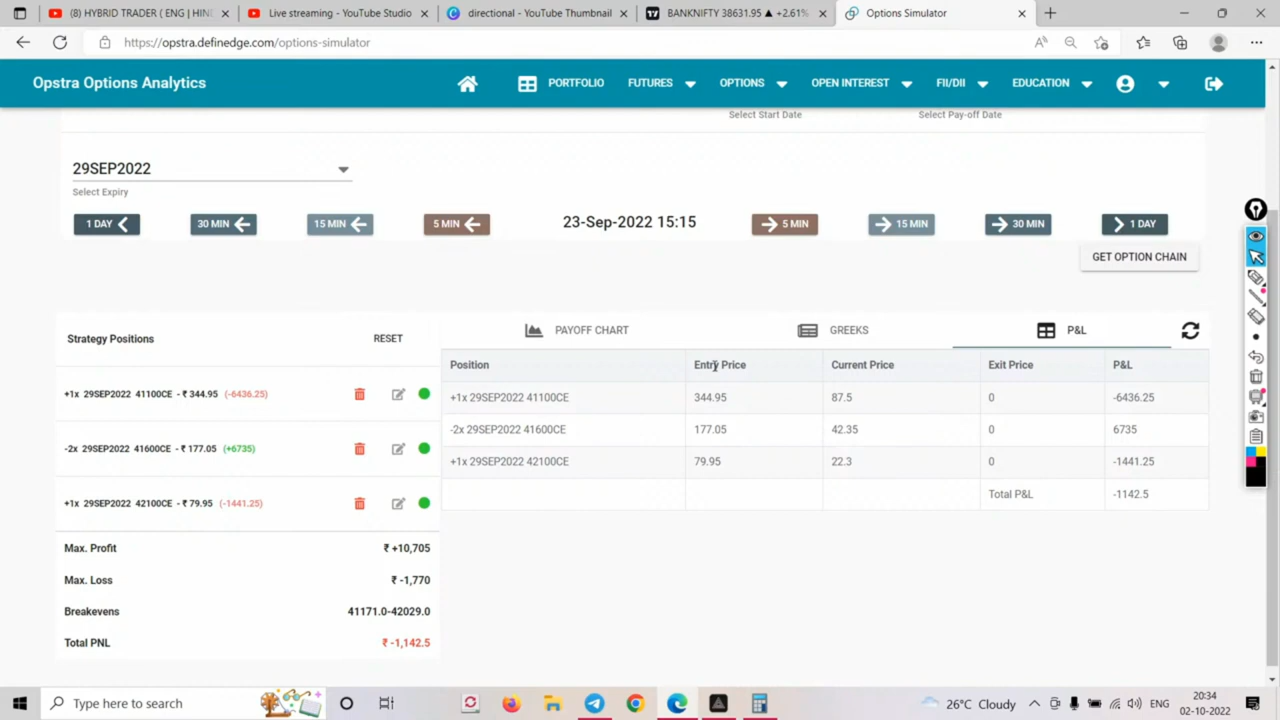 (8) HYBRID TRADER ( ENG | HIN
Live streaming - YouTube Studio
directional - YouTube Thumbnail
BANKNIFTY 38631.95 ▲ +2.61%
Options Simulator
https://opstra.definedge.com/options-simulator
Opstra Options Analytics
PORTFOLIO
FUTURES
OPTIONS
OPEN INTEREST
FII/DII
EDUCATION
Select Start Date
Select Pay-off Date
29SEP2022
Select Expiry
1 DAY
30 MIN
15 MIN
5 MIN
23-Sep-2022 15:15
5 MIN
15 MIN
30 MIN
1 DAY
GET OPTION CHAIN
Strategy Positions RESET
PAYOFF CHART GREEKS P&L
Position Entry Price Current Price Exit Price P&L
+1x 29SEP2022 41100CE - ₹ 344.95 (-6436.25)
+1x 29SEP2022 41100CE 344.95 87.5 0 -6436.25
-2x 29SEP2022 41600CE - ₹ 177.05 (+6735)
-2x 29SEP2022 41600CE 177.05 42.35 0 6735
+1x 29SEP2022 42100CE - ₹ 79.95 (-1441.25)
+1x 29SEP2022 42100CE 79.95 22.3 0 -1441.25
Total P&L -1142.5
Max. Profit ₹ +10,705
Max. Loss ₹ -1,770
Breakevens 41171.0-42029.0
Total PNL ₹ -1,142.5
Type here to search
26°C Cloudy
ENG
20:34
02-10-2022